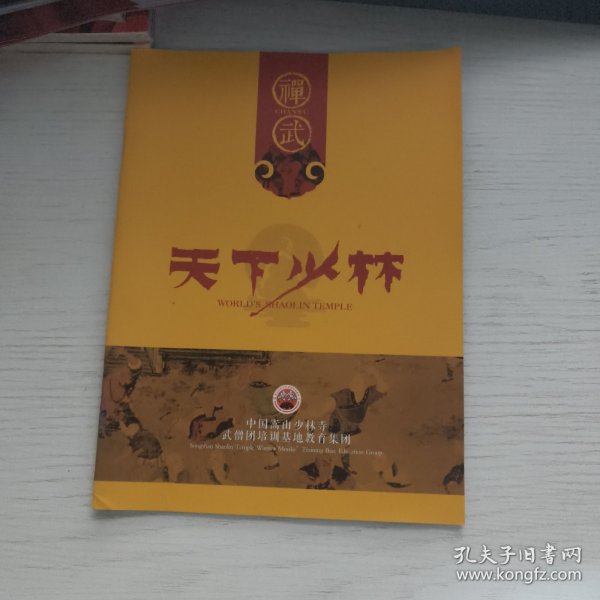 禪
CHANWU
武
天下少林
WORLD'S SHAOLIN TEMPLE
中国嵩山少林寺
武僧团培训基地教育集团
Songshan Shaolin Temple Warrior Monks' Training Base Education Group
孔夫子旧書网
www.kongfz.com